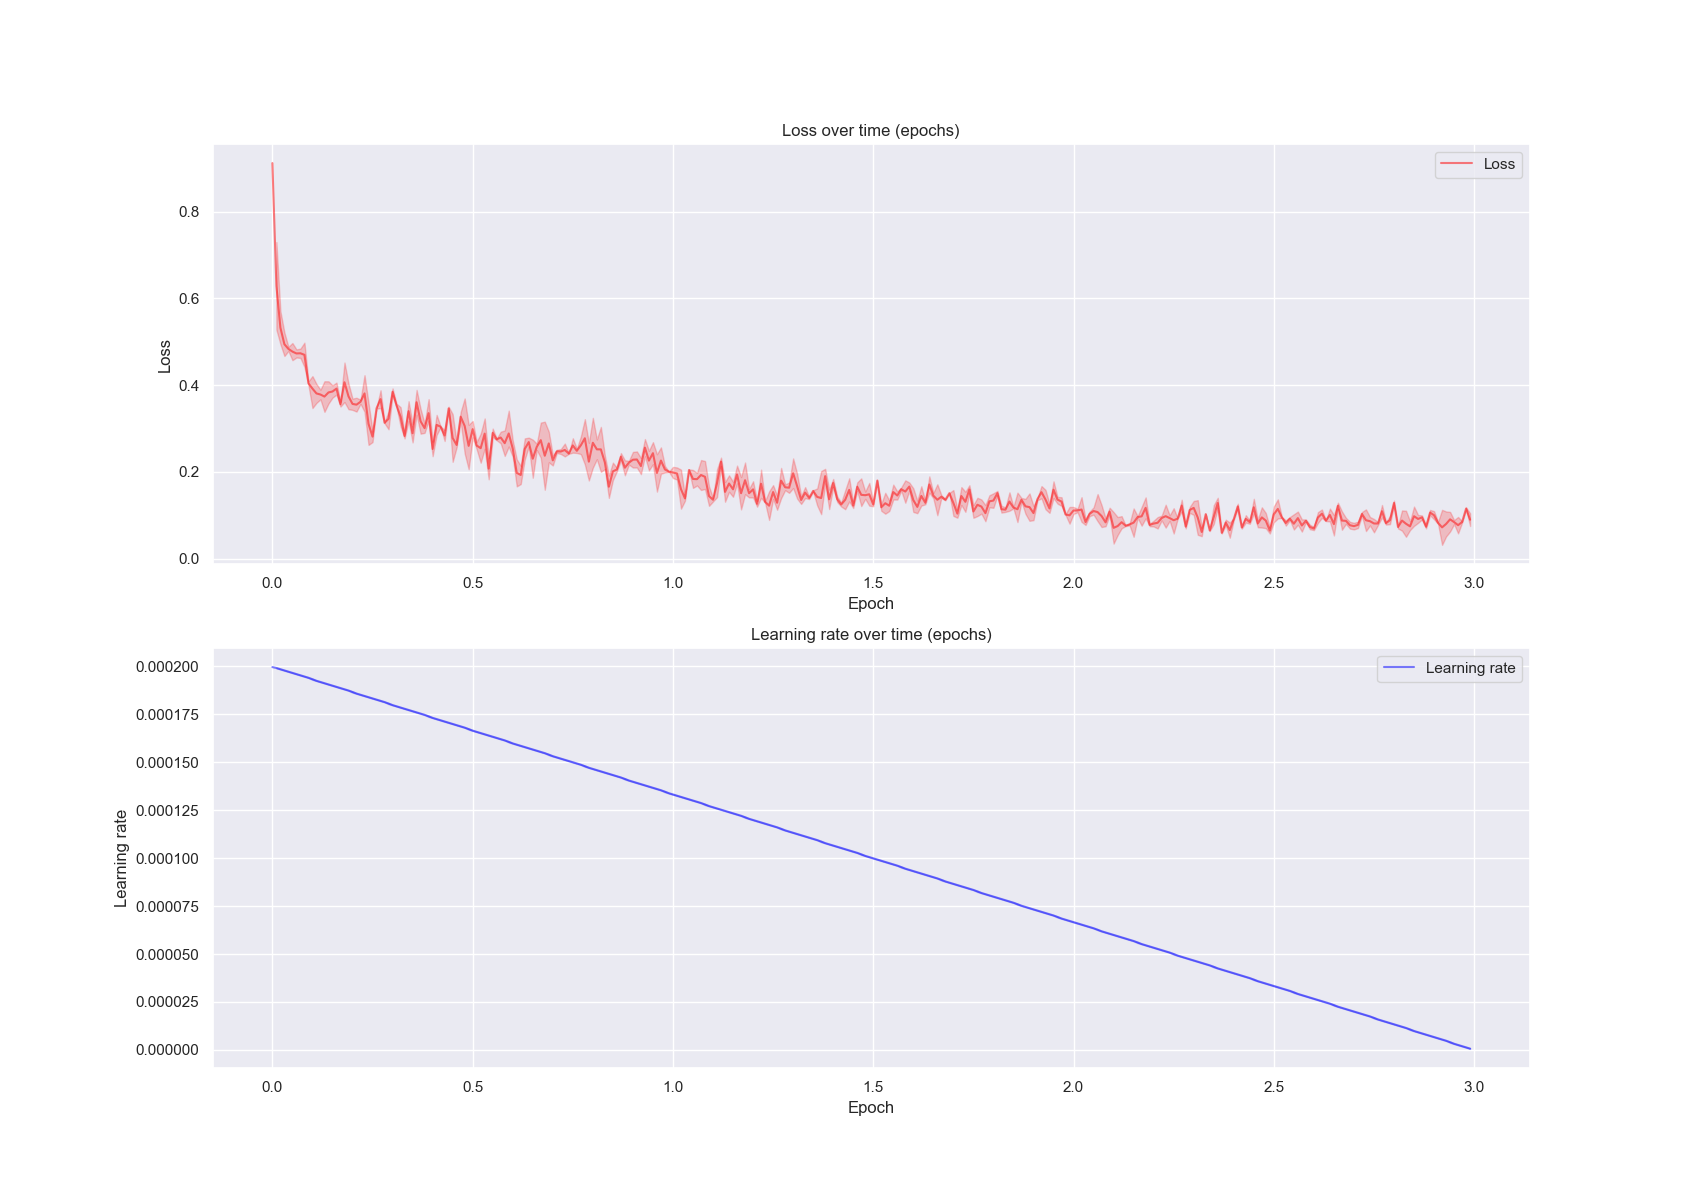 Loss over time (epochs)
Loss
0.8
0.6
0.4
0.2
0.0
Loss
0.0 0.5 1.0 1.5 2.0 2.5 3.0
Epoch
Learning rate over time (epochs)
Learning rate
0.000200
0.000175
0.000150
0.000125
0.000100
0.000075
0.000050
0.000025
0.000000
Learning rate
0.0 0.5 1.0 1.5 2.0 2.5 3.0
Epoch